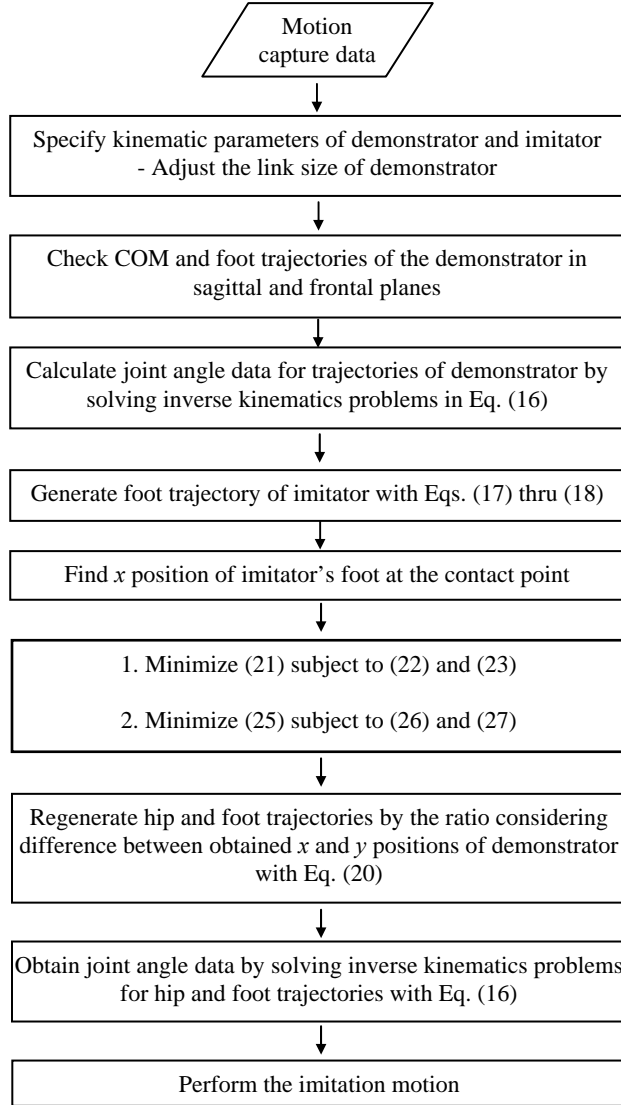 Motion
capture data
Specify kinematic parameters of demonstrator and imitator
- Adjust the link size of demonstrator
Check COM and foot trajectories of the demonstrator in
sagittal and frontal planes
Calculate joint angle data for trajectories of demonstrator by
solving inverse kinematics problems in Eq. (16)
Generate foot trajectory of imitator with Eqs. (17) thru (18)
Find x position of imitator's foot at the contact point
1. Minimize (21) subject to (22) and (23)
2. Minimize (25) subject to (26) and (27)
Regenerate hip and foot trajectories by the ratio considering
difference between obtained x and y positions of demonstrator
with Eq. (20)
Obtain joint angle data by solving inverse kinematics problems
for hip and foot trajectories with Eq. (16)
Perform the imitation motion